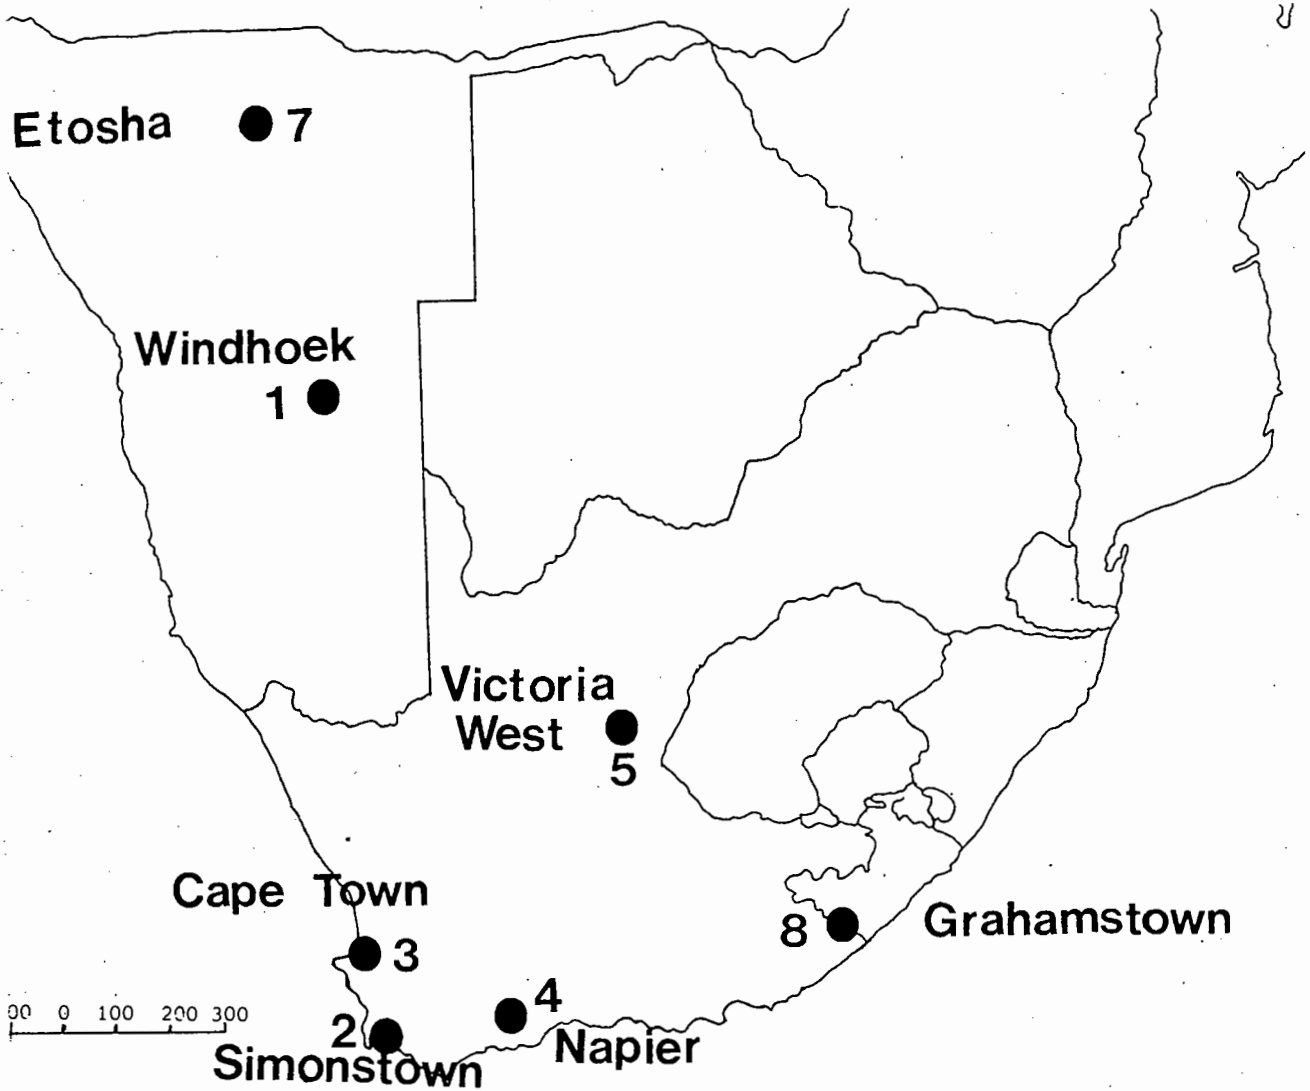 Etosha 7
Windhoek
1
Victoria
West
5
Cape Town
3
8 Grahamstown
4
00 0 100 200 300
2
Napier
Simonstown